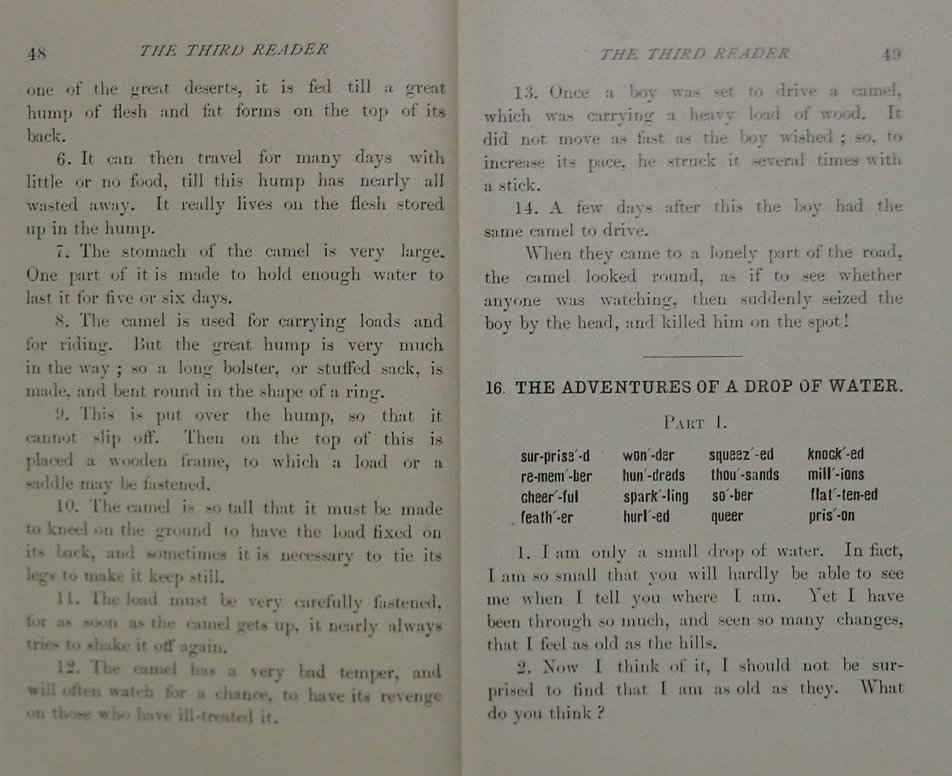 48 THE THIRD READER
one of the great deserts, it is fed till a great
hump of flesh and fat forms on the top of its
back.
6. It can then travel for many days with
little or no food, till this hump has nearly all
wasted away. It really lives on the flesh stored
up in the hump.
7. The stomach of the camel is very large.
One part of it is made to hold enough water to
last it for five or six days.
8. The camel is used for carrying loads and
for riding. But the great hump is very much
in the way ; so a long bolster, or stuffed sack, is
made, and bent round in the shape of a ring.
9. This is put over the hump, so that it
cannot slip off. Then on the top of this is
placed a wooden frame, to which a load or a
saddle may be fastened.
10. The camel is so tall that it must be made
to kneel on the ground to have the load fixed on
its back, and sometimes it is necessary to tie its
legs to make it keep still.
11. The load must be very carefully fastened,
for as soon as the camel gets up, it nearly always
tries to shake it off again.
12. The camel has a very bad temper, and
will often watch for a chance, to have its revenge
on those who have ill-treated it.
THE THIRD READER 49
13. Once a boy was set to drive a camel,
which was carrying a heavy load of wood. It
did not move as fast as the boy wished ; so, to
increase its pace, he struck it several times with
a stick.
14. A few days after this the boy had the
same camel to drive.
When they came to a lonely part of the road,
the camel looked round, as if to see whether
anyone was watching, then suddenly seized the
boy by the head, and killed him on the spot!
16. THE ADVENTURES OF A DROP OF WATER.
PART 1.
sur-prise´-d won´-der squeez´-ed knock´-ed
re-mem´-ber hun´-dreds thou´-sands mill´-ions
cheer´-ful spark´-ling so´-ber flat´-ten-ed
feath´-er hurl´-ed queer pris´-on
1. I am only a small drop of water. In fact,
I am so small that you will hardly be able to see
me when I tell you where I am. Yet I have
been through so much, and seen so many changes,
that I feel as old as the hills.
2. Now I think of it, I should not be sur-
prised to find that I am as old as they. What
do you think ?